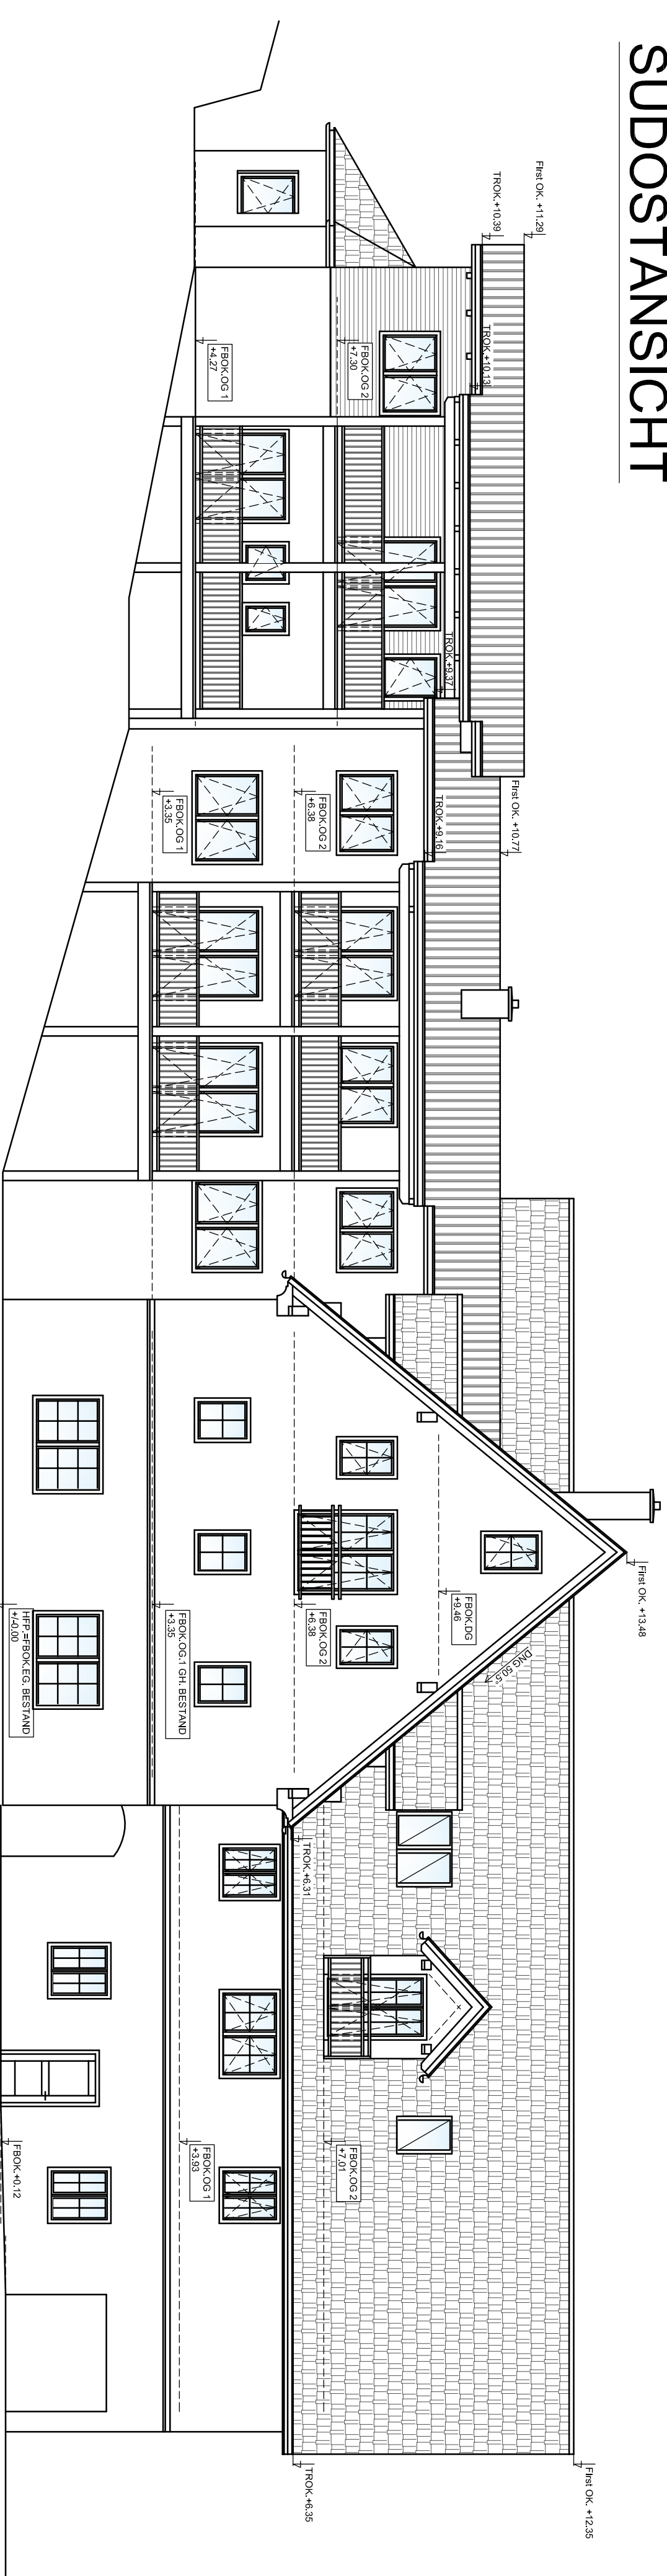 SÜDOSTANSICHT
First OK. +11.29
TROK.+10.39
TROK.+10.13
FBOK.OG 2
+7.30
FBOK.OG 1
+4.27
TROK.+9.37
First OK. +10.77
TROK.+9.16
FBOK.OG 2
+6.38
FBOK.OG 1
+3.35
First OK. +13.48
DNG 50.5°
FBOK.DG
+9.46
FBOK.OG 2
+6.38
FBOK.OG.1 GH. BESTAND
+3.35
HFP.=FBOK.EG. BESTAND
+/-0.00
TROK.+6.31
FBOK.OG 2
+7.01
FBOK.OG 1
+3.93
FBOK.+0.12
First OK. +12.35
TROK.+6.35